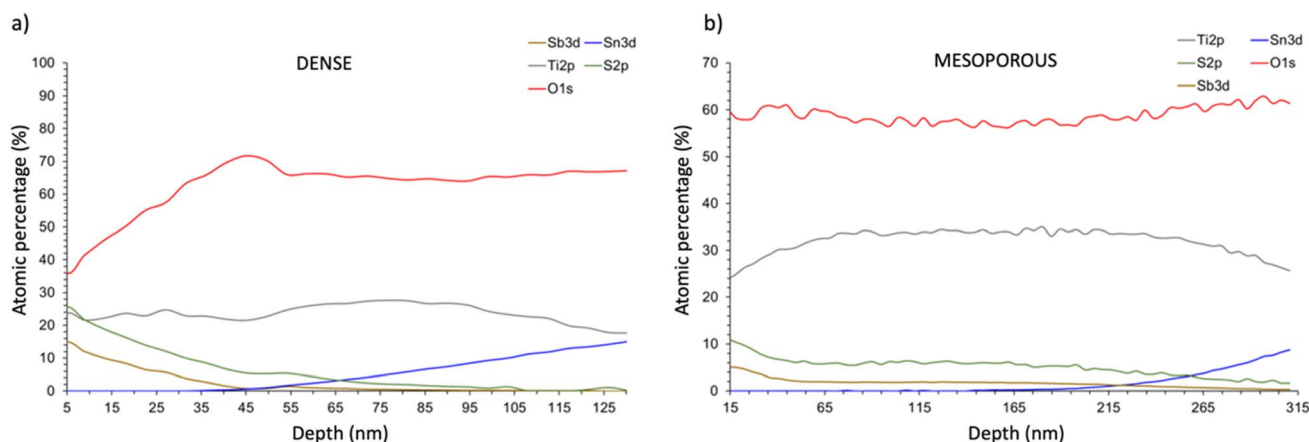 a)
DENSE
Sb3d Sn3d
Ti2p S2p
O1s
Atomic percentage (%)
100
90
80
70
60
50
40
30
20
10
0
5 15 25 35 45 55 65 75 85 95 105 115 125
Depth (nm)
b)
MESOPOROUS
Ti2p Sn3d
S2p O1s
Sb3d
Atomic percentage (%)
70
60
50
40
30
20
10
0
15 65 115 165 215 265 315
Depth (nm)